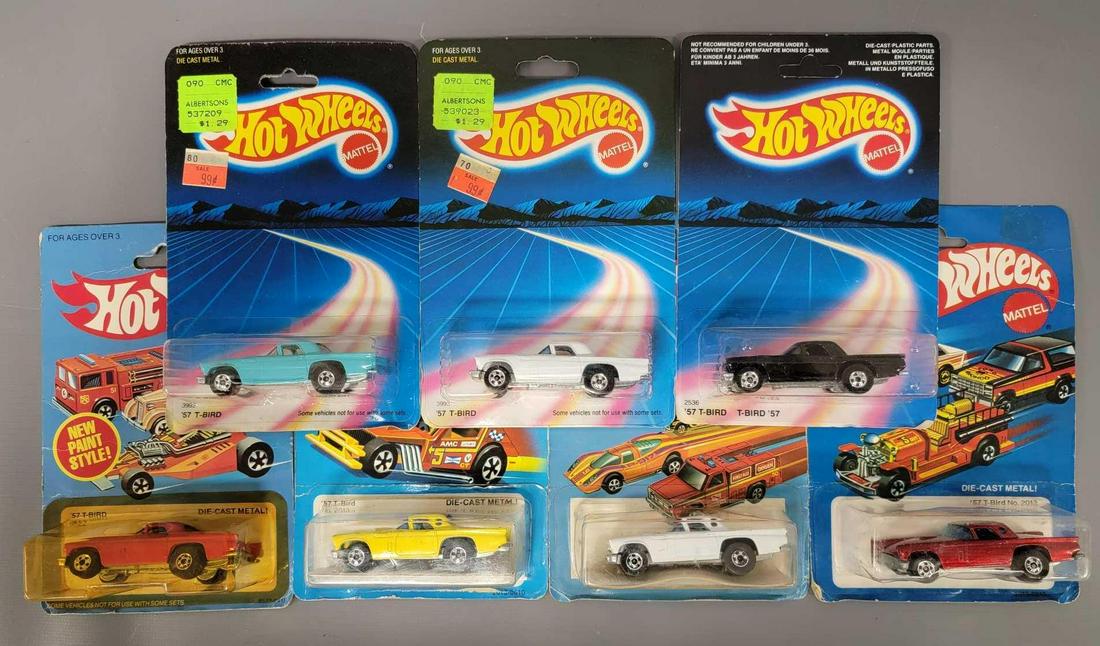 FOR AGES OVER 3
DIE CAST METAL
090 CMC
ALBERTSONS
537209
$1.29
80
SALE
99¢
HOT WHEELS
MATTEL
®
3992
'57 T-BIRD
Some vehicles not for use with some sets.
FOR AGES OVER 3
DIE CAST METAL
090 CMC
ALBERTSONS
539023
$1.29
70
SALE
99¢
HOT WHEELS
MATTEL
®
'57 T-BIRD
Some vehicles not for use with some sets.
NOT RECOMMENDED FOR CHILDREN UNDER 3.
NE CONVIENT PAS A UN ENFANT DE MOINS DE 36 MOIS.
FÜR KINDER AB 3 JAHREN.
ETA' MINIMA 3 ANNI.
DIE-CAST/PLASTIC PARTS.
METAL MOULE/PARTIES
EN PLASTIQUE.
METALL UND KUNSTSTOFFTEILE.
IN METALLO PRESSOFUSO
E PLASTICA.
HOT WHEELS
MATTEL
®
2536
'57 T-BIRD T-BIRD '57
FOR AGES OVER 3
HOT
51
NEW
PAINT
STYLE!
'57 T-BIRD
DIE-CAST METAL!
SOME VEHICLES NOT FOR USE WITH SOME SETS.
AMC
5
GT
'57 T-Bird
DIE-CAST METAL!
WHEELS
MATTEL
®
DIE-CAST METAL!
'57 T-Bird No. 2013